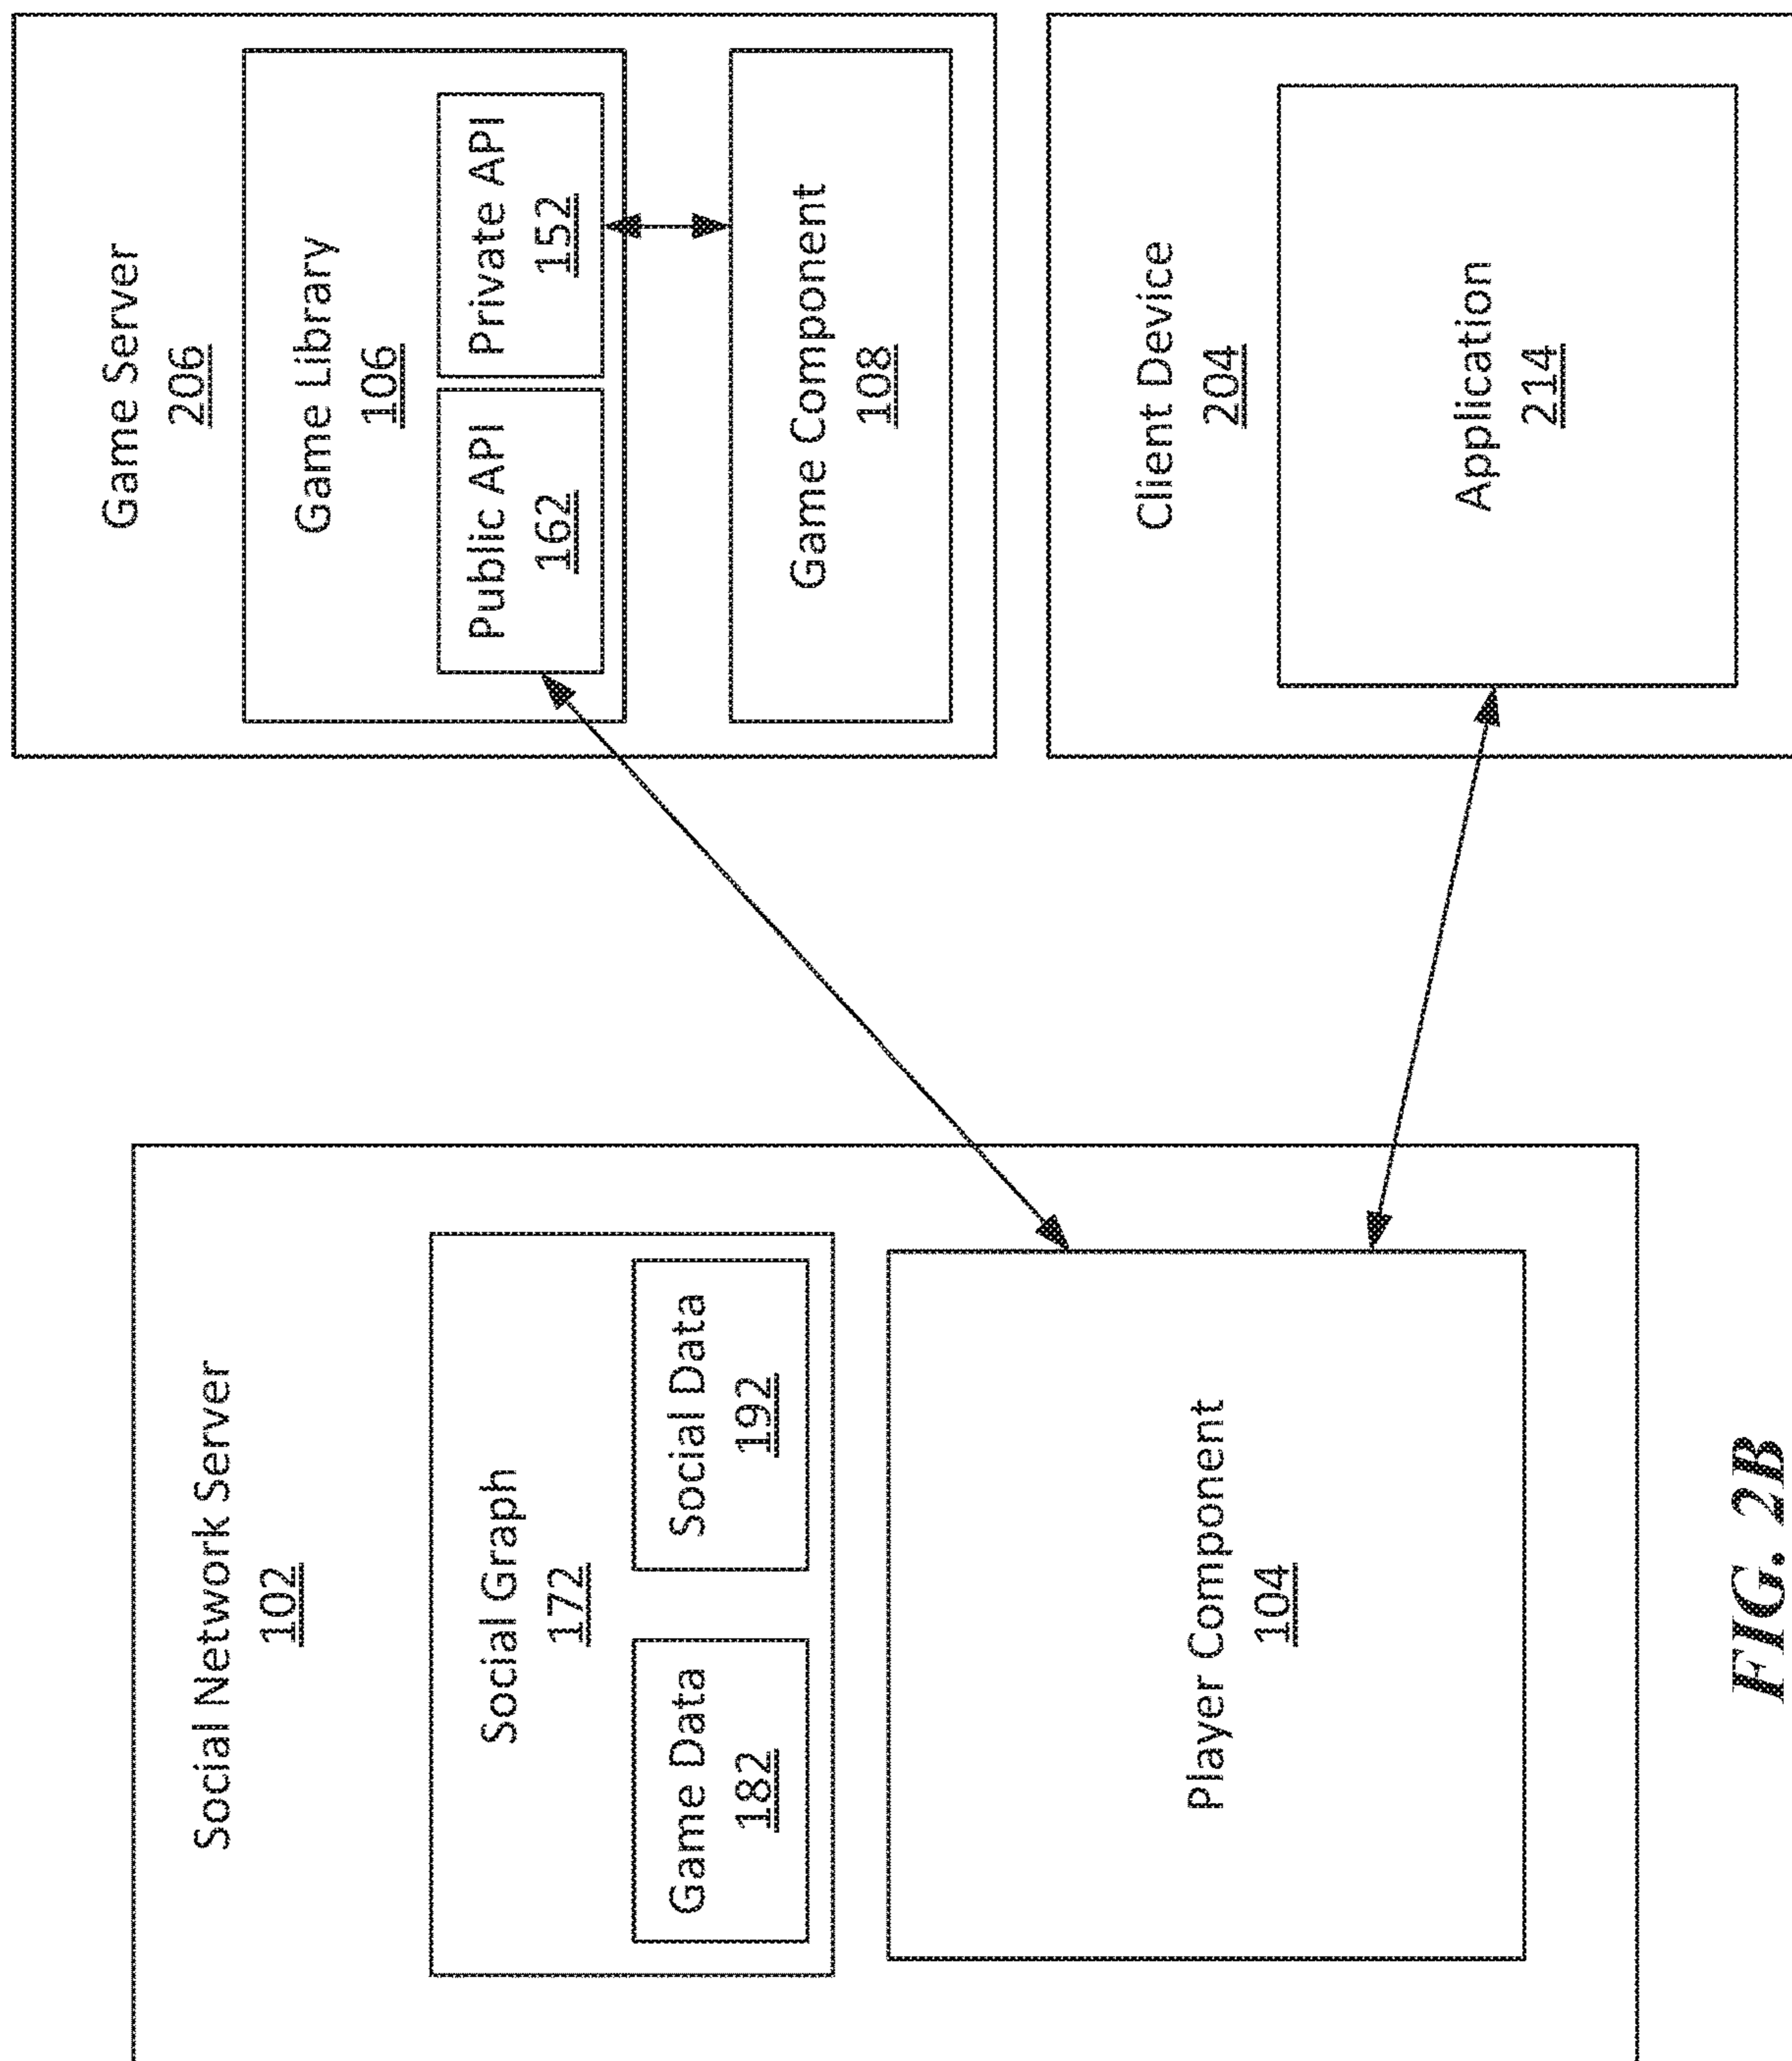 Social Network Server
102
Social Graph
172
Game Data
182
Social Data
192
Player Component
104
Game Server
206
Game Library
106
Public API
162
Private API
152
Game Component
108
Client Device
204
Application
214
FIG. 2B